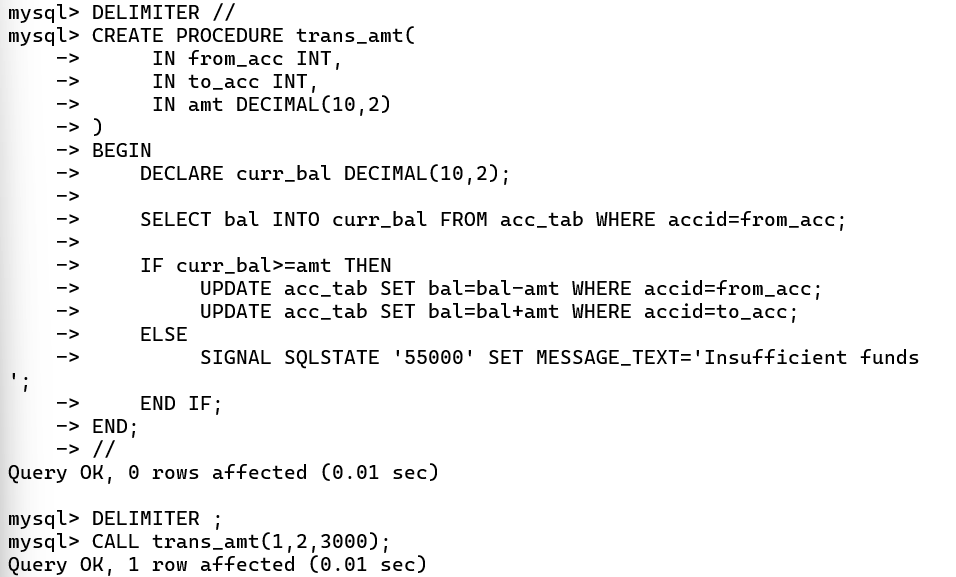 mysql> DELIMITER //
mysql> CREATE PROCEDURE trans_amt(
    ->      IN from_acc INT,
    ->      IN to_acc INT,
    ->      IN amt DECIMAL(10,2)
    -> )
    -> BEGIN
    ->     DECLARE curr_bal DECIMAL(10,2);
    ->
    ->     SELECT bal INTO curr_bal FROM acc_tab WHERE accid=from_acc;
    ->
    ->     IF curr_bal>=amt THEN
    ->          UPDATE acc_tab SET bal=bal-amt WHERE accid=from_acc;
    ->          UPDATE acc_tab SET bal=bal+amt WHERE accid=to_acc;
    ->     ELSE
    ->          SIGNAL SQLSTATE '55000' SET MESSAGE_TEXT='Insufficient funds
';
    ->     END IF;
    -> END;
    -> //
Query OK, 0 rows affected (0.01 sec)

mysql> DELIMITER ;
mysql> CALL trans_amt(1,2,3000);
Query OK, 1 row affected (0.01 sec)